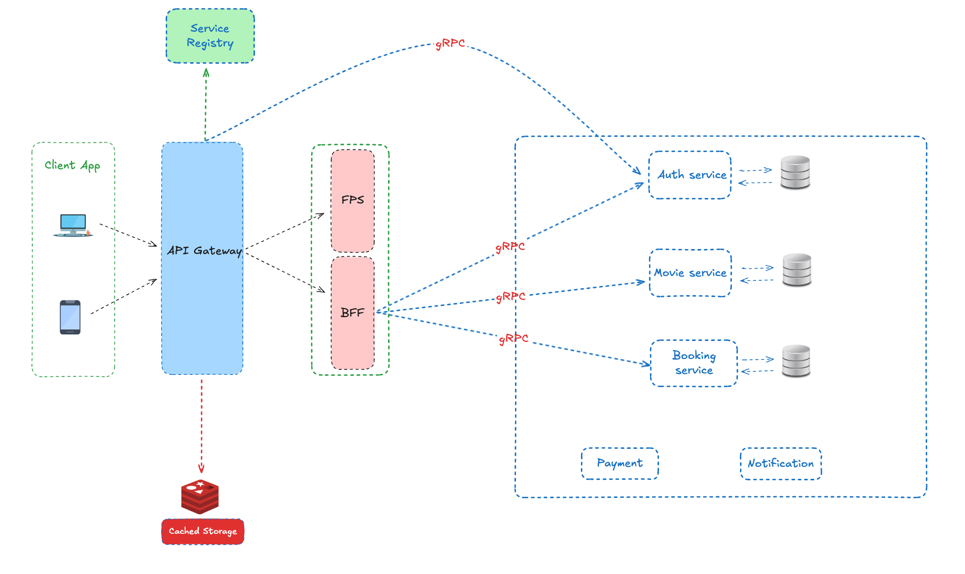 Service
Registry
gRPC
Client App
FPS
Auth service
API Gateway
gRPC
Movie service
gRPC
BFF
gRPC
Booking
service
Payment
Notification
Cached Storage